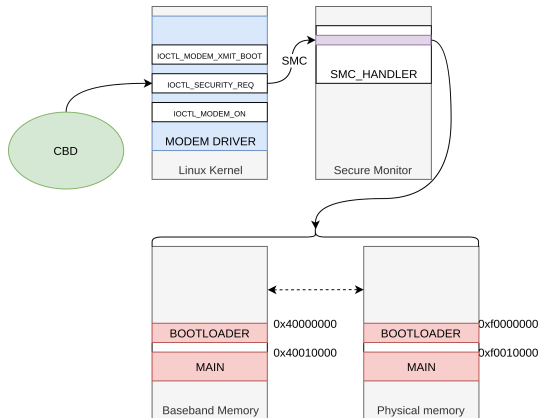 IOCTL_MODEM_XMIT_BOOT
SMC
IOCTL_SECURITY_REQ
SMC_HANDLER
IOCTL_MODEM_ON
MODEM DRIVER
CBD
Linux Kernel
Secure Monitor
BOOTLOADER
0x40000000
BOOTLOADER
0xf0000000
MAIN
0x40010000
MAIN
0xf0010000
Baseband Memory
Physical memory